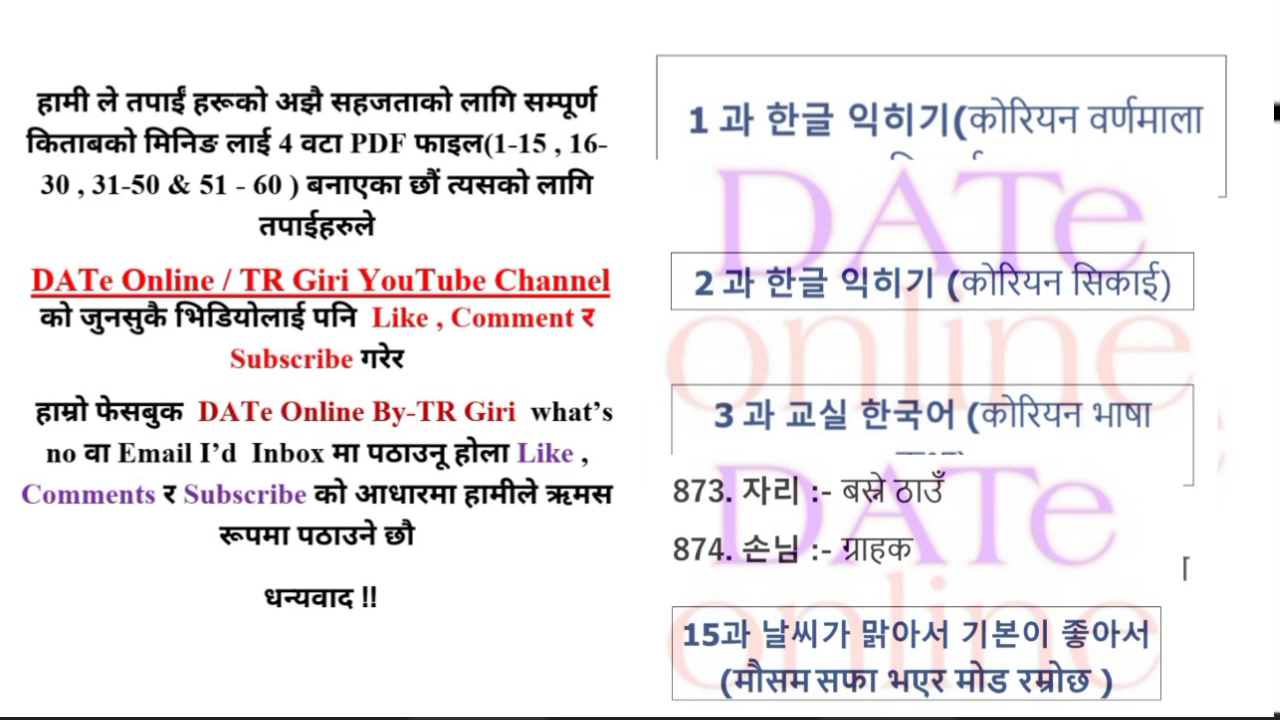 हामी ले तपाईं हरूको अझै सहजताको लागि सम्पूर्ण
किताबको मिनिङ लाई 4 वटा PDF फाइल(1-15 , 16-
30 , 31-50 & 51 - 60 ) बनाएका छौं त्यसको लागि
तपाईहरुले
DATe Online / TR Giri YouTube Channel
को जुनसुकै भिडियोलाई पनि Like , Comment र
Subscribe गरेर
हाम्रो फेसबुक DATe Online By-TR Giri what’s
no वा Email I’d Inbox मा पठाउनू होला Like ,
Comments र Subscribe को आधारमा हामीले ऋमस
रूपमा पठाउने छौ
धन्यवाद !!
1 과 한글 익히기(कोरियन वर्णमाला
DATe
2 과 한글 익히기 (कोरियन सिकाई)
online
3 과 교실 한국어 (कोरियन भाषा
DATe
873. 자리 :- बस्ने ठाउँ
874. 손님 :- ग्राहक
online
15과 날씨가 맑아서 기본이 좋아서
(मौसम सफा भएर मोड रम्रोछ )